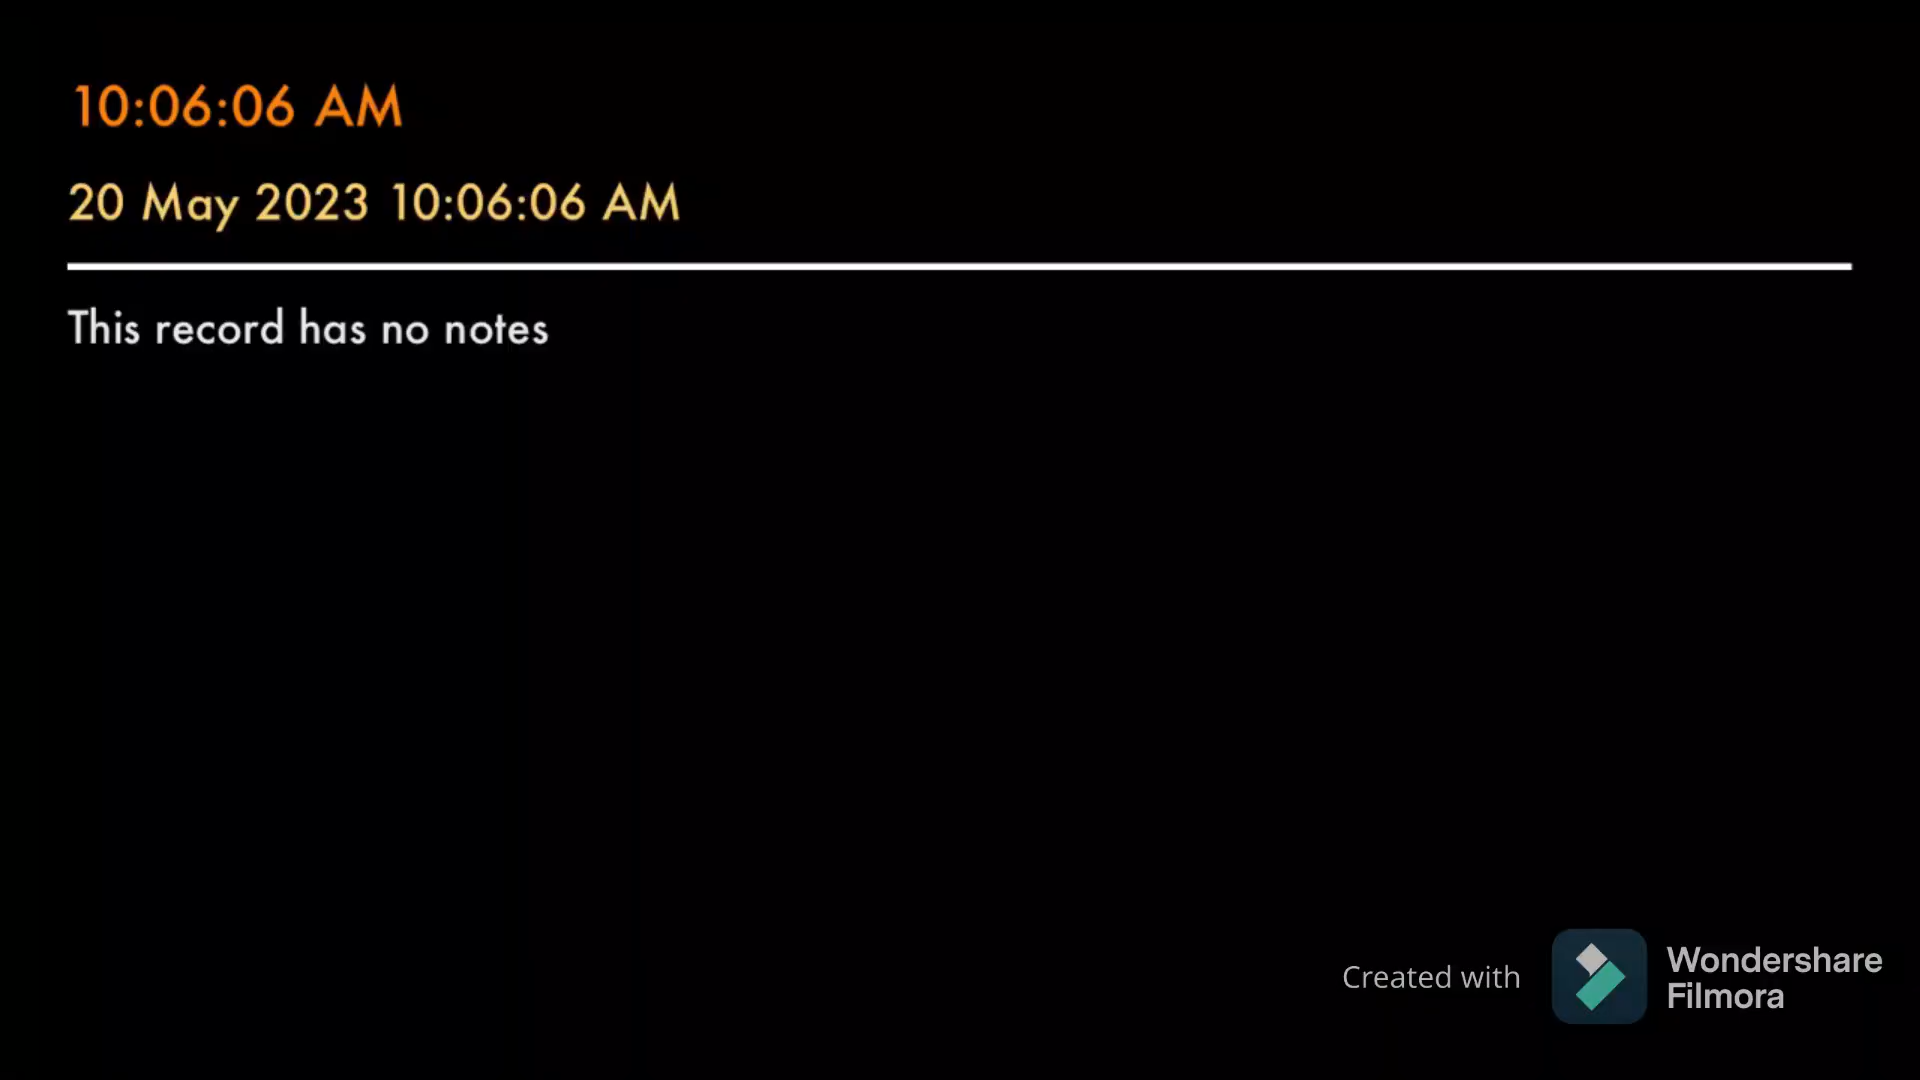 10:06:06 AM
20 May 2023 10:06:06 AM
This record has no notes
Created with
Wondershare
Filmora